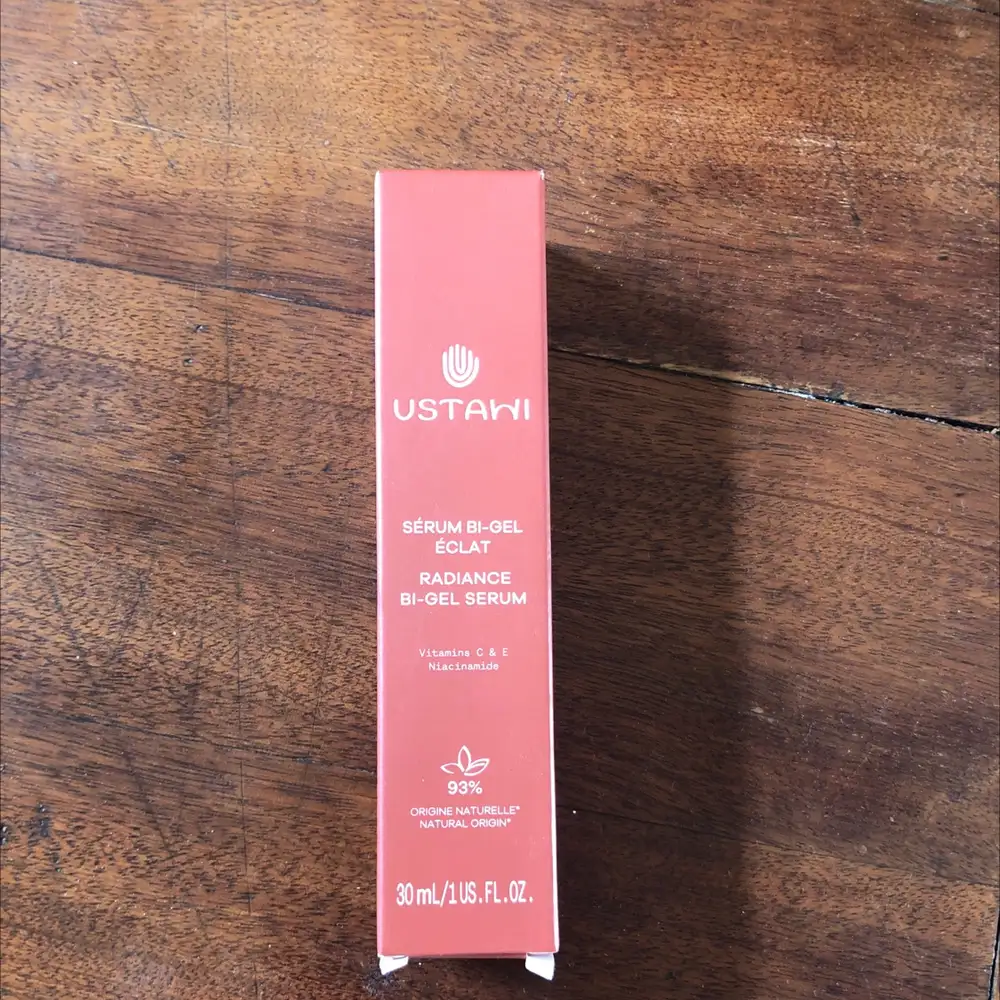 USTAWI
SÉRUM BI-GEL
ÉCLAT
RADIANCE
BI-GEL SERUM
Vitamins C & E
Niacinamide
93%
ORIGINE NATURELLE*
NATURAL ORIGIN*
30 mL/1 US.FL.OZ.